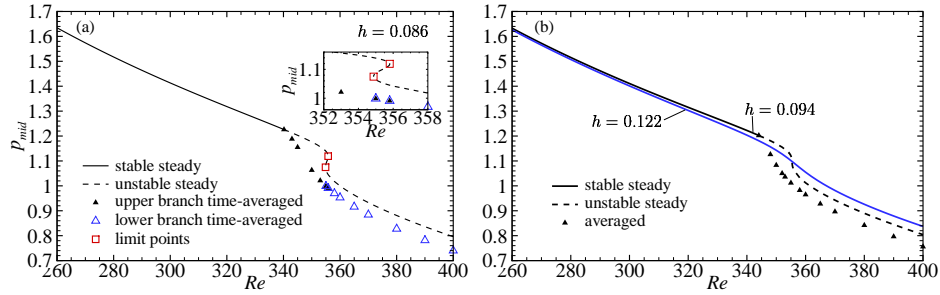 (a)
h = 0.086
1.7
1.6
1.5
1.4
1.3
1.2
1.1
1
0.9
0.8
0.7
p_mid
1.1
1
p_mid
352 354 356 358
Re
stable steady
unstable steady
upper branch time-averaged
lower branch time-averaged
limit points
260 280 300 320 340 360 380 400
Re
(b)
1.7
1.6
1.5
1.4
1.3
1.2
1.1
1
0.9
0.8
0.7
h = 0.094
h = 0.122
stable steady
unstable steady
averaged
260 280 300 320 340 360 380 400
Re